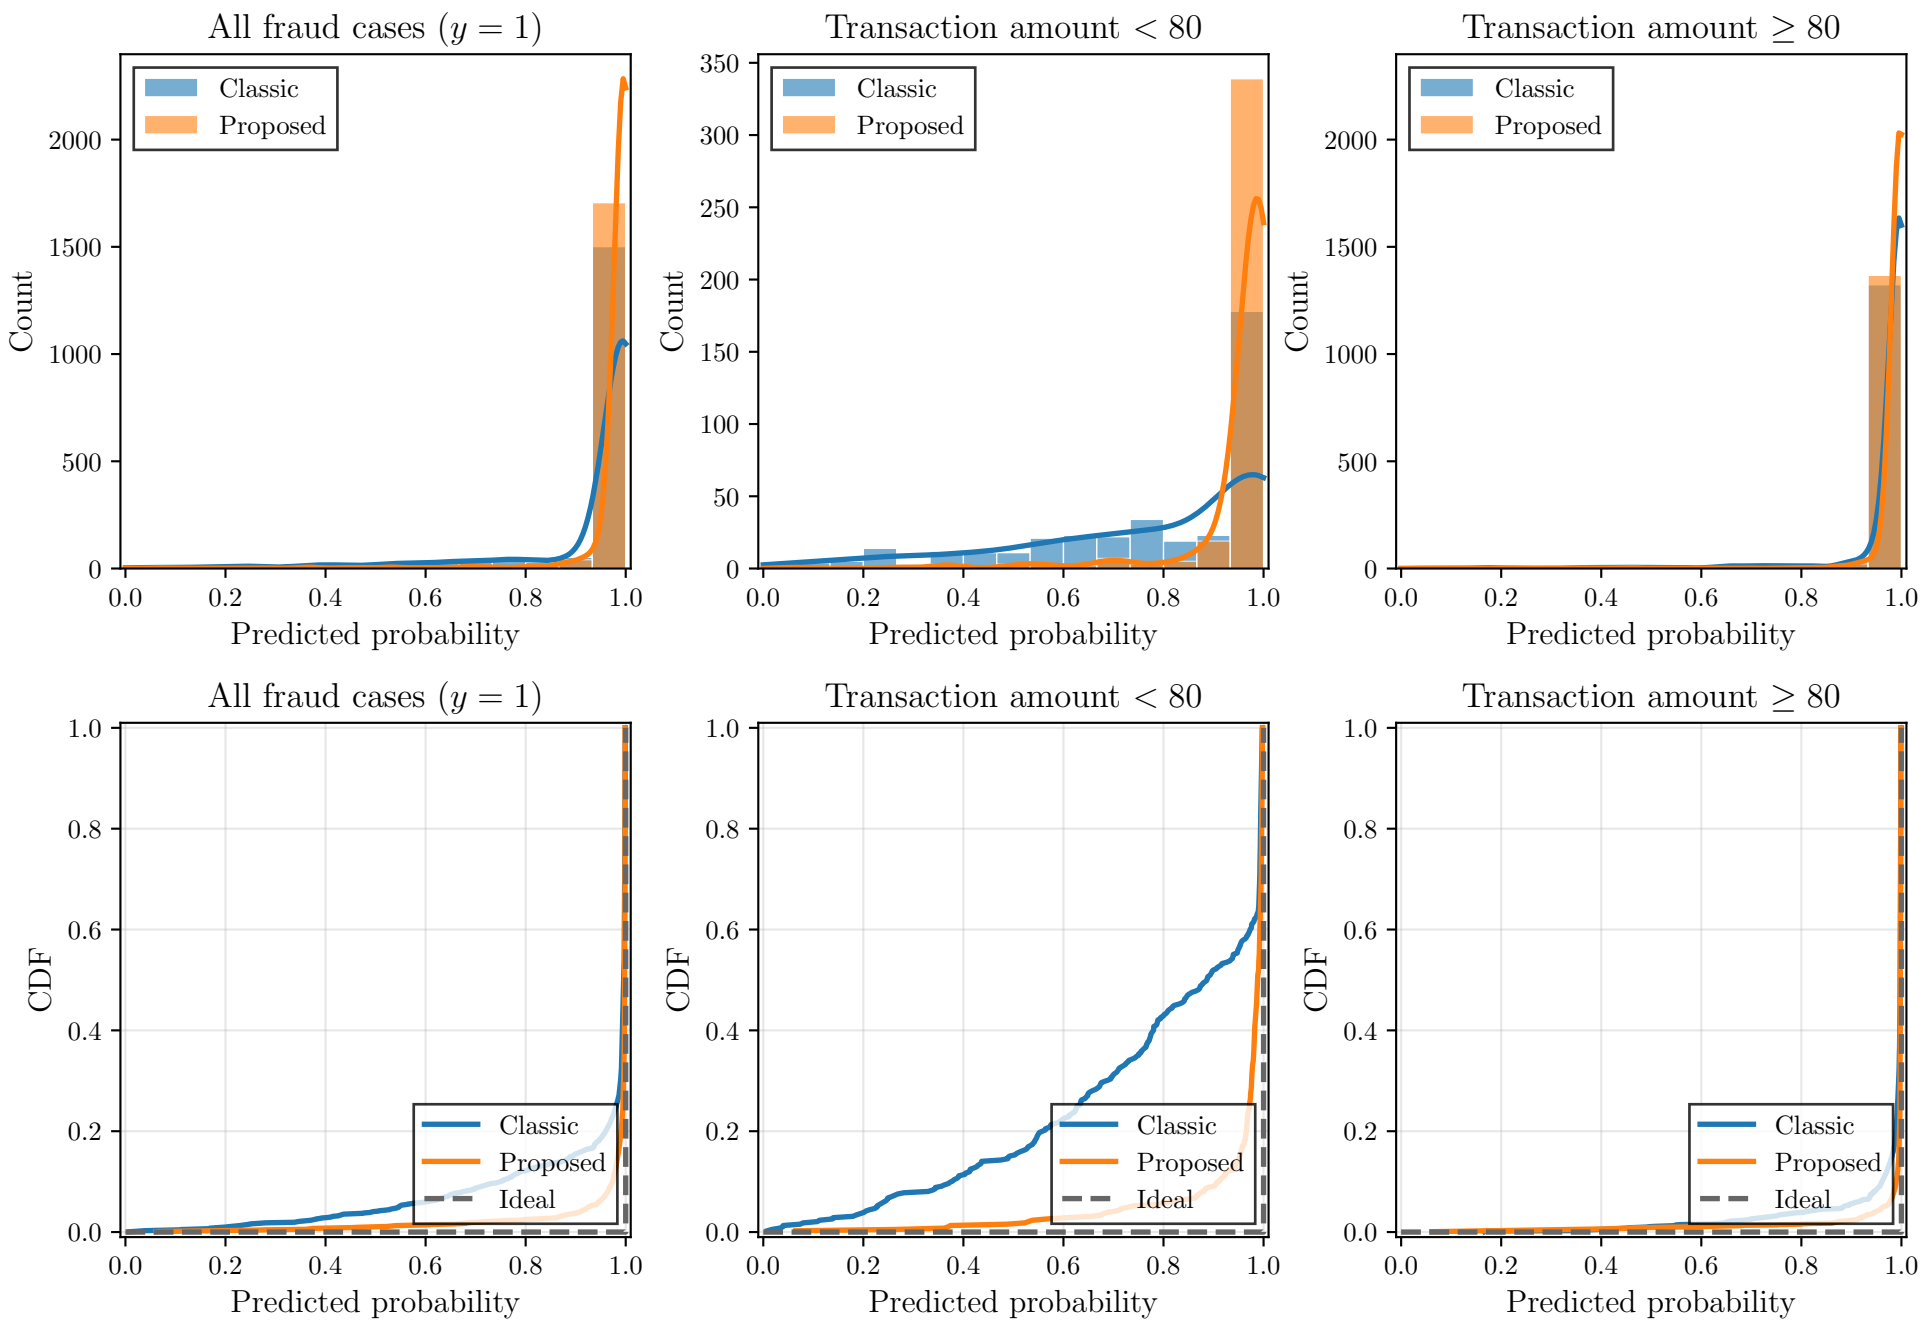 All fraud cases (y = 1)
Classic
Proposed
2000
1500
1000
500
0
Count
0.0 0.2 0.4 0.6 0.8 1.0
Predicted probability
Transaction amount < 80
Classic
Proposed
350
300
250
200
150
100
50
0
Count
0.0 0.2 0.4 0.6 0.8 1.0
Predicted probability
Transaction amount ≥ 80
Classic
Proposed
2000
1500
1000
500
0
Count
0.0 0.2 0.4 0.6 0.8 1.0
Predicted probability
All fraud cases (y = 1)
1.0
0.8
0.6
0.4
0.2
0.0
CDF
Classic
Proposed
Ideal
0.0 0.2 0.4 0.6 0.8 1.0
Predicted probability
Transaction amount < 80
1.0
0.8
0.6
0.4
0.2
0.0
CDF
Classic
Proposed
Ideal
0.0 0.2 0.4 0.6 0.8 1.0
Predicted probability
Transaction amount ≥ 80
1.0
0.8
0.6
0.4
0.2
0.0
CDF
Classic
Proposed
Ideal
0.0 0.2 0.4 0.6 0.8 1.0
Predicted probability